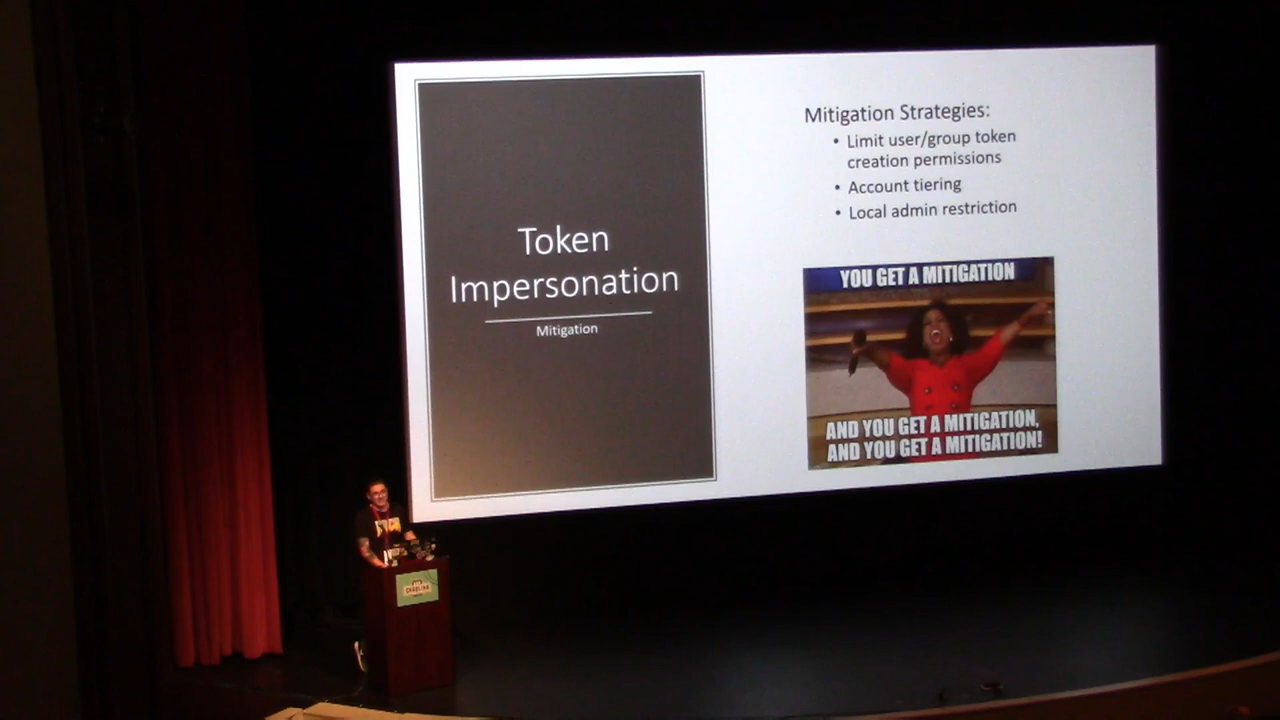 Token
Impersonation
Mitigation
Mitigation Strategies:
• Limit user/group token
creation permissions
• Account tiering
• Local admin restriction
YOU GET A MITIGATION
AND YOU GET A MITIGATION,
AND YOU GET A MITIGATION!